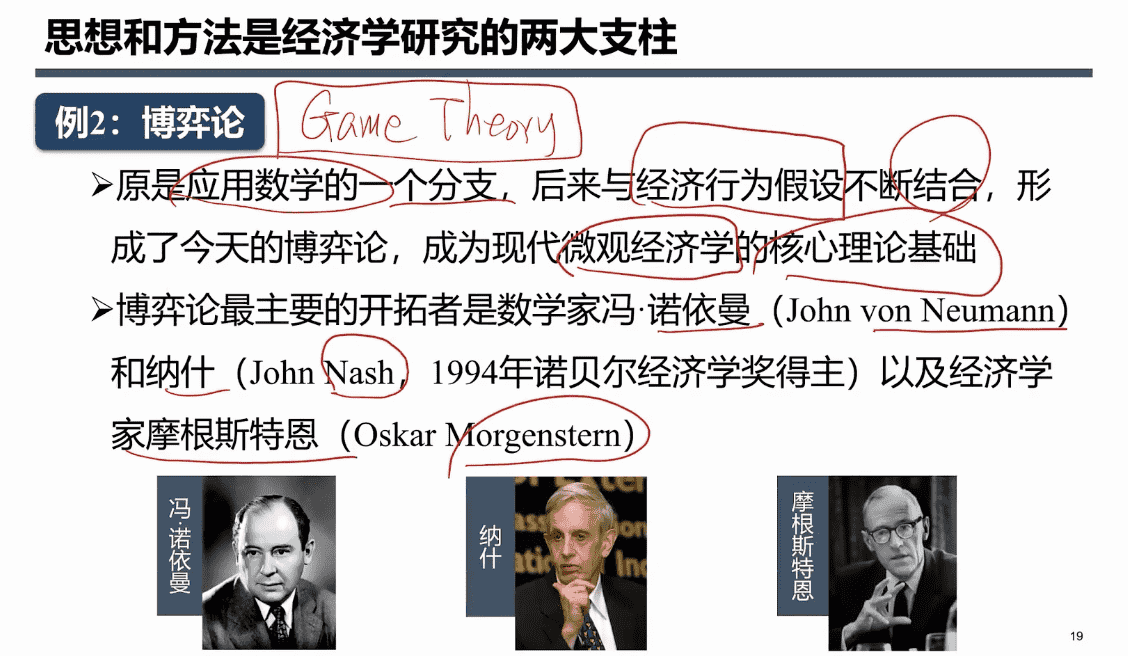 思想和方法是经济学研究的两大支柱
例2：博弈论
Game Theory
➢原是应用数学的一个分支，后来与经济行为假设不断结合，形
成了今天的博弈论，成为现代微观经济学的核心理论基础
➢博弈论最主要的开拓者是数学家冯·诺依曼（John von Neumann）
和纳什（John Nash，1994年诺贝尔经济学奖得主）以及经济学
家摩根斯特恩（Oskar Morgenstern）
冯·诺依曼
纳什
摩根斯特恩
19